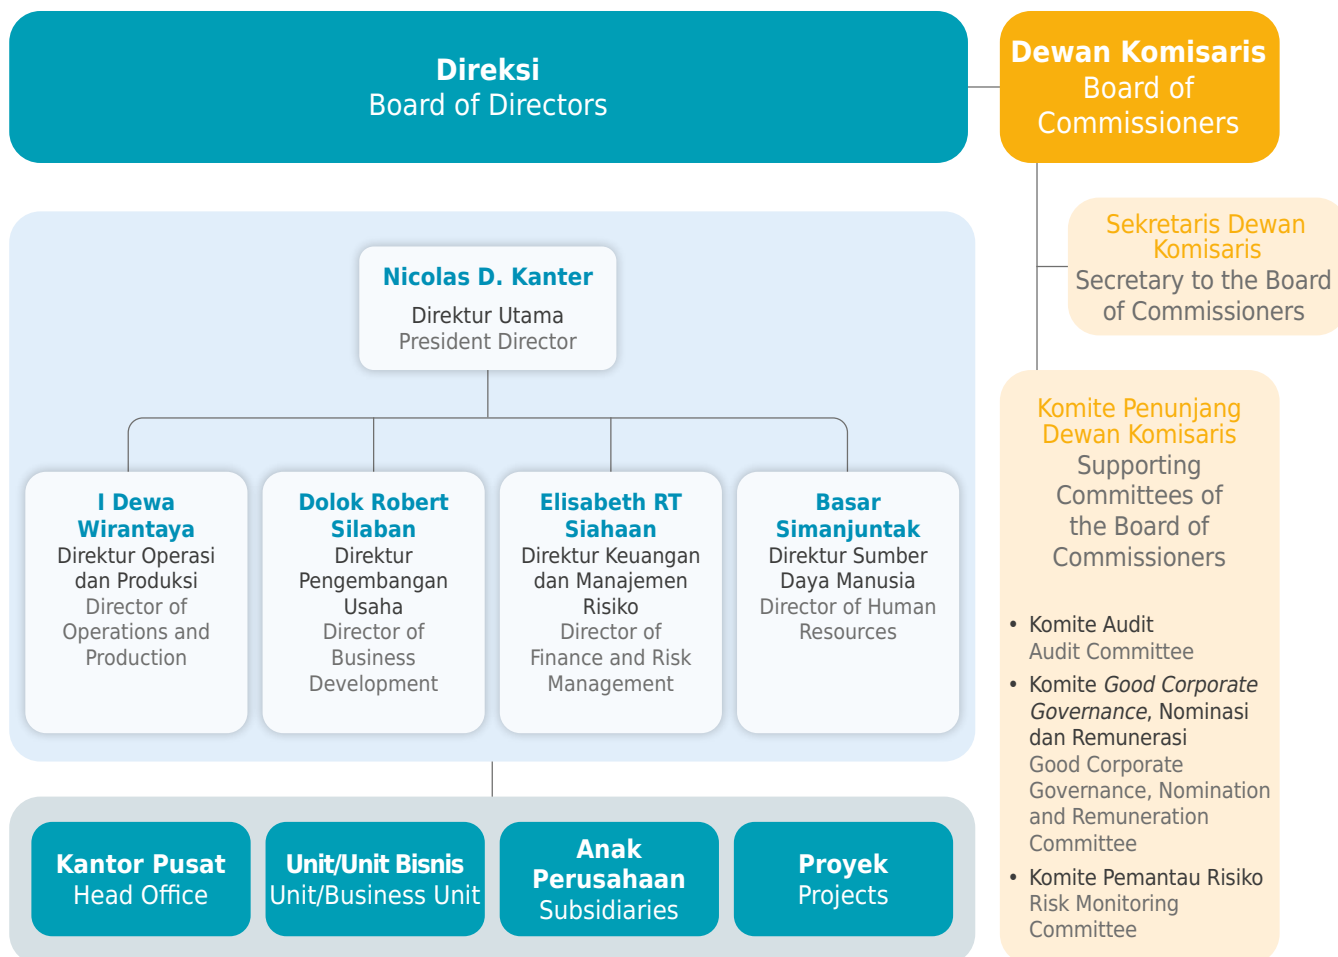 Direksi
Board of Directors
Dewan Komisaris
Board of
Commissioners
Sekretaris Dewan
Komisaris
Secretary to the Board
of Commissioners
Nicolas D. Kanter
Direktur Utama
President Director
I Dewa
Wirantaya
Direktur Operasi
dan Produksi
Director of
Operations and
Production
Dolok Robert
Silaban
Direktur
Pengembangan
Usaha
Director of
Business
Development
Elisabeth RT
Siahaan
Direktur Keuangan
dan Manajemen
Risiko
Director of
Finance and Risk
Management
Basar
Simanjuntak
Direktur Sumber
Daya Manusia
Director of Human
Resources
Komite Penunjang
Dewan Komisaris
Supporting
Committees of
the Board of
Commissioners
• Komite Audit
Audit Committee
• Komite Good Corporate
Governance, Nominasi
dan Remunerasi
Good Corporate
Governance, Nomination
and Remuneration
Committee
• Komite Pemantau Risiko
Risk Monitoring
Committee
Kantor Pusat
Head Office
Unit/Unit Bisnis
Unit/Business Unit
Anak
Perusahaan
Subsidiaries
Proyek
Projects